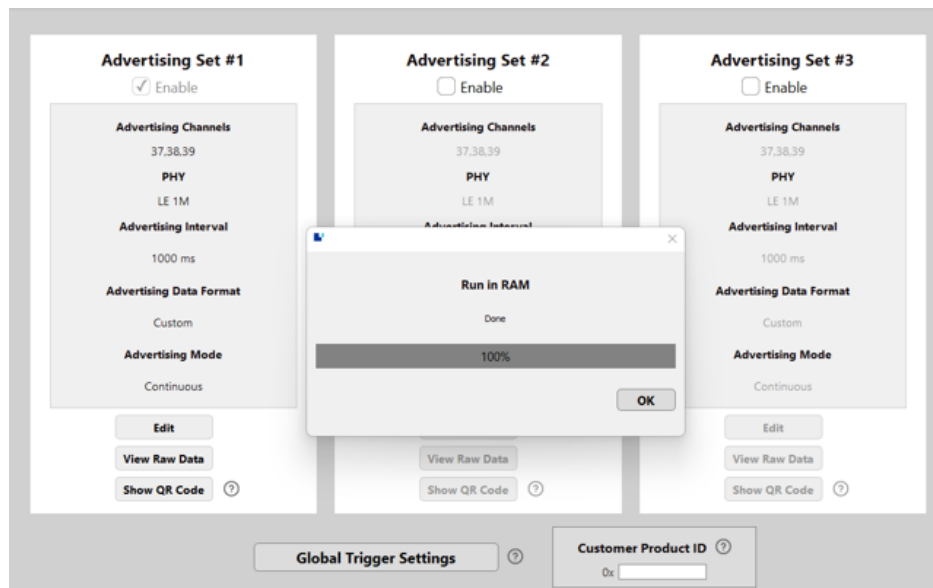 Advertising Set #1
Enable
Advertising Channels
37,38,39
PHY
LE 1M
Advertising Interval
1000 ms
Advertising Data Format
Custom
Advertising Mode
Continuous
Edit
View Raw Data
Show QR Code ?
Advertising Set #2
Enable
Advertising Channels
37,38,39
PHY
LE 1M
Advertising Interval
View Raw Data
Show QR Code ?
Advertising Set #3
Enable
Advertising Channels
37,38,39
PHY
LE 1M
Advertising Interval
1000 ms
Advertising Data Format
Custom
Advertising Mode
Continuous
Edit
View Raw Data
Show QR Code ?
Run in RAM
Done
100%
OK
Global Trigger Settings ?
Customer Product ID ?
0x